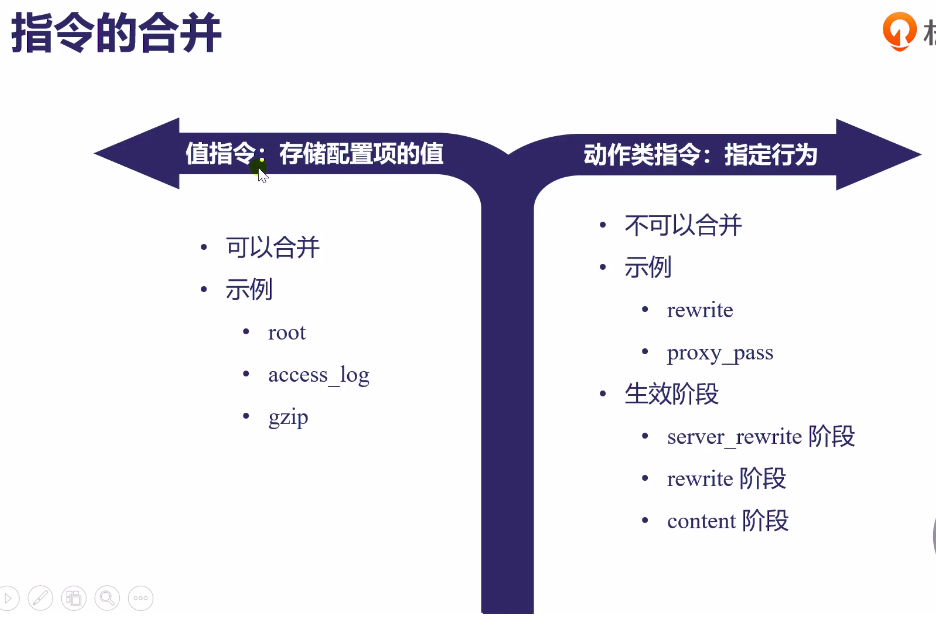 指令的合并
值指令：存储配置项的值
可以合并
示例
root
access_log
gzip
动作类指令：指定行为
不可以合并
示例
rewrite
proxy_pass
生效阶段
server_rewrite 阶段
rewrite 阶段
content 阶段